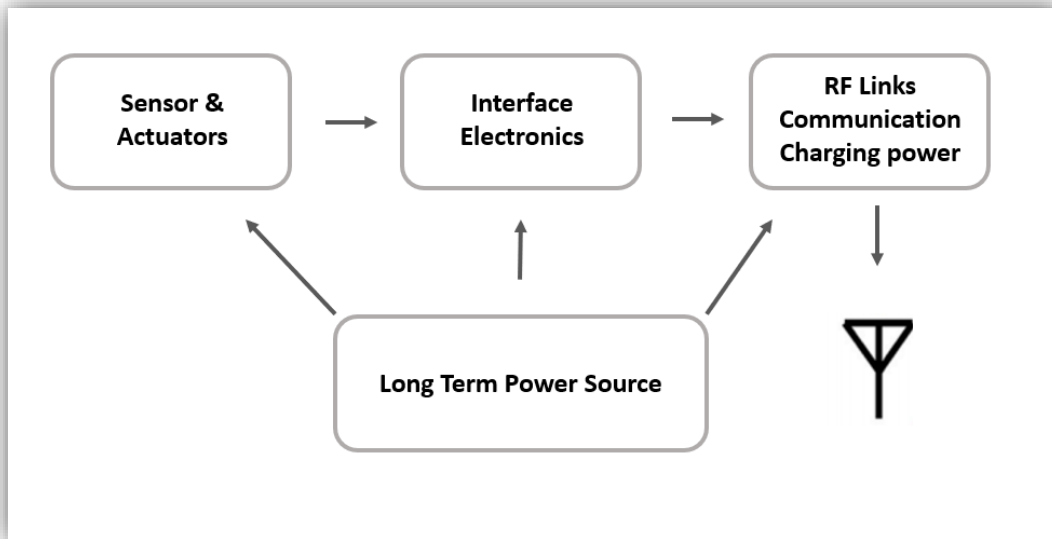 Sensor &
Actuators
Interface
Electronics
RF Links
Communication
Charging power
Long Term Power Source